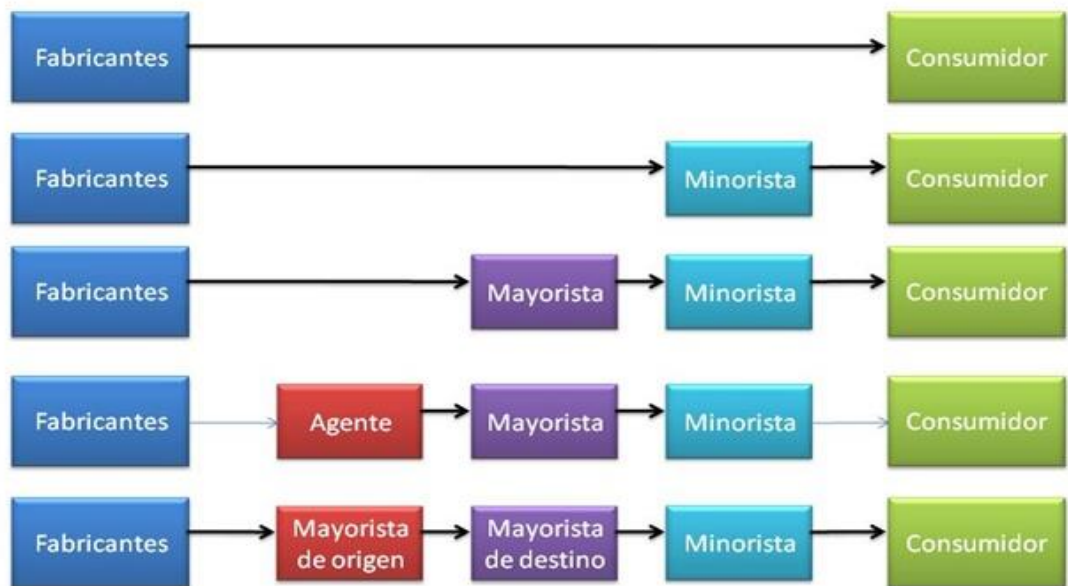 Fabricantes
Consumidor
Fabricantes
Minorista
Consumidor
Fabricantes
Mayorista
Minorista
Consumidor
Fabricantes
Agente
Mayorista
Minorista
Consumidor
Fabricantes
Mayorista
de origen
Mayorista
de destino
Minorista
Consumidor